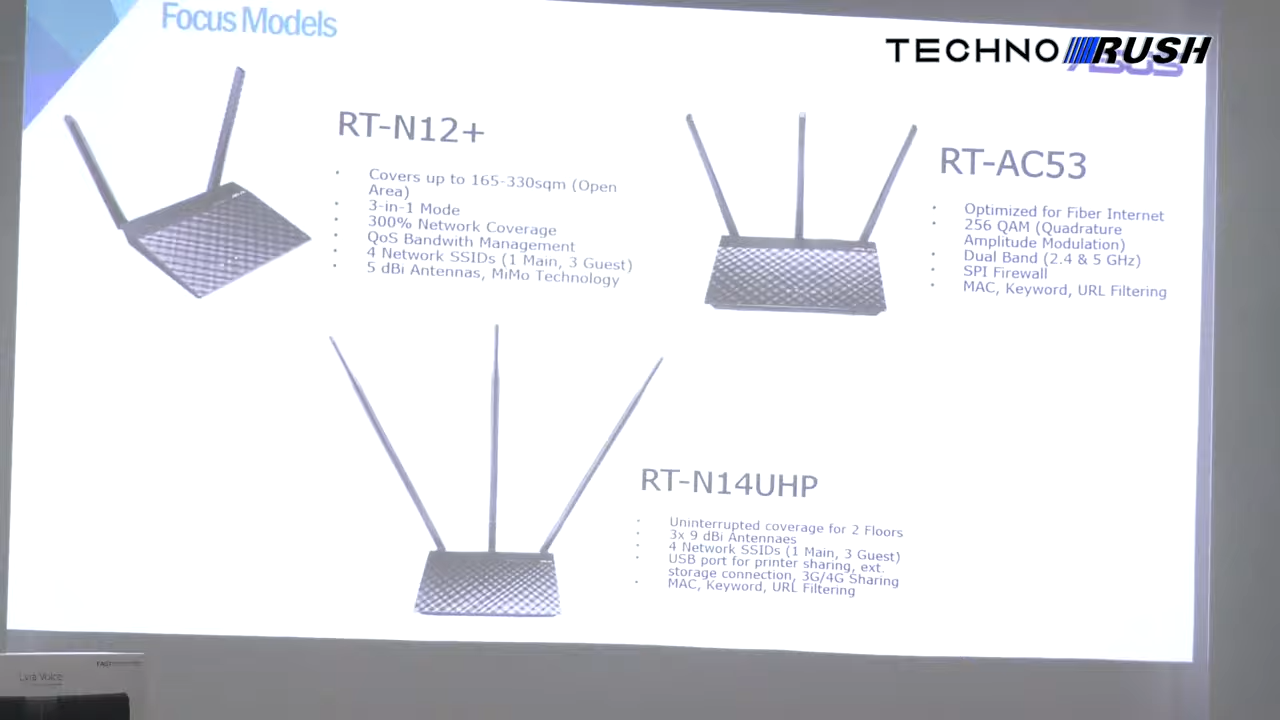 Focus Models
TECHNO RUSH
ASUS
RT-N12+
Covers up to 165-330sqm (Open
Area)
3-in-1 Mode
300% Network Coverage
QoS Bandwith Management
4 Network SSIDs (1 Main, 3 Guest)
5 dBi Antennas, MiMo Technology
RT-AC53
Optimized for Fiber Internet
256 QAM (Quadrature
Amplitude Modulation)
Dual Band (2.4 & 5 GHz)
SPI Firewall
MAC, Keyword, URL Filtering
RT-N14UHP
Uninterrupted coverage for 2 Floors
3x 9 dBi Antennaes
4 Network SSIDs (1 Main, 3 Guest)
USB port for printer sharing, ext.
storage connection, 3G/4G Sharing
MAC, Keyword, URL Filtering
Lyra Voice